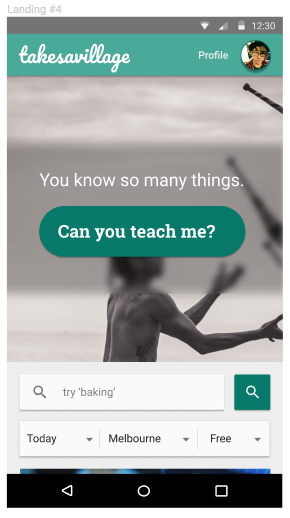 Landing #4
12:30
takesavillage
Profile
You know so many things.
Can you teach me?
try 'baking'
Today
Melbourne
Free